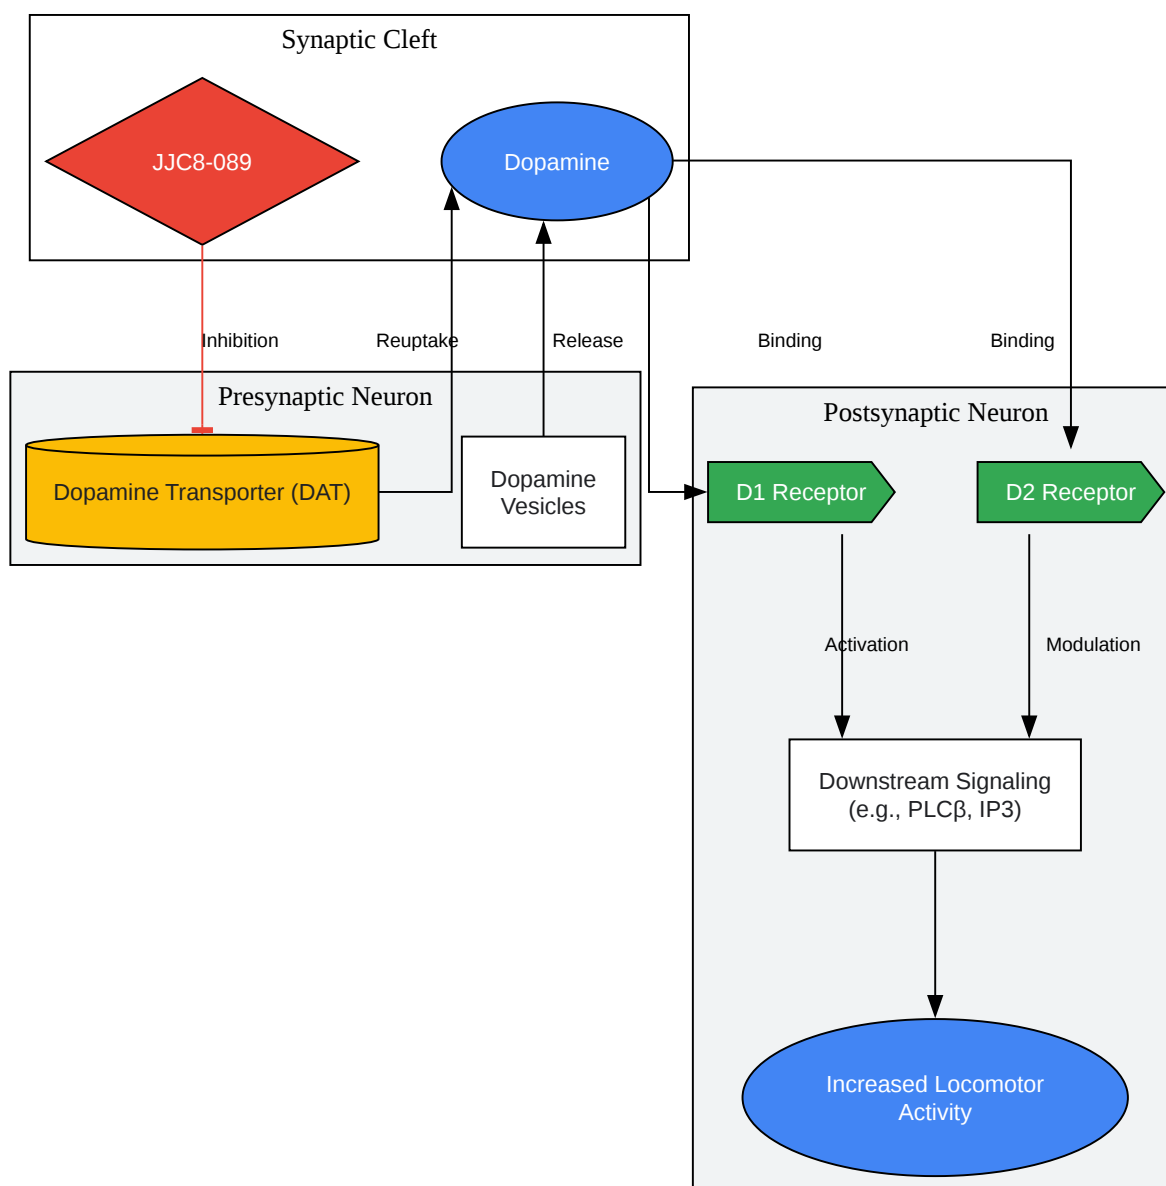 Synaptic Cleft
JJC8-089
Dopamine
Inhibition
Reuptake
Release
Binding
Binding
Presynaptic Neuron
Postsynaptic Neuron
Dopamine Transporter (DAT)
Dopamine
Vesicles
D1 Receptor
D2 Receptor
Activation
Modulation
Downstream Signaling
(e.g., PLCβ, IP3)
Increased Locomotor
Activity